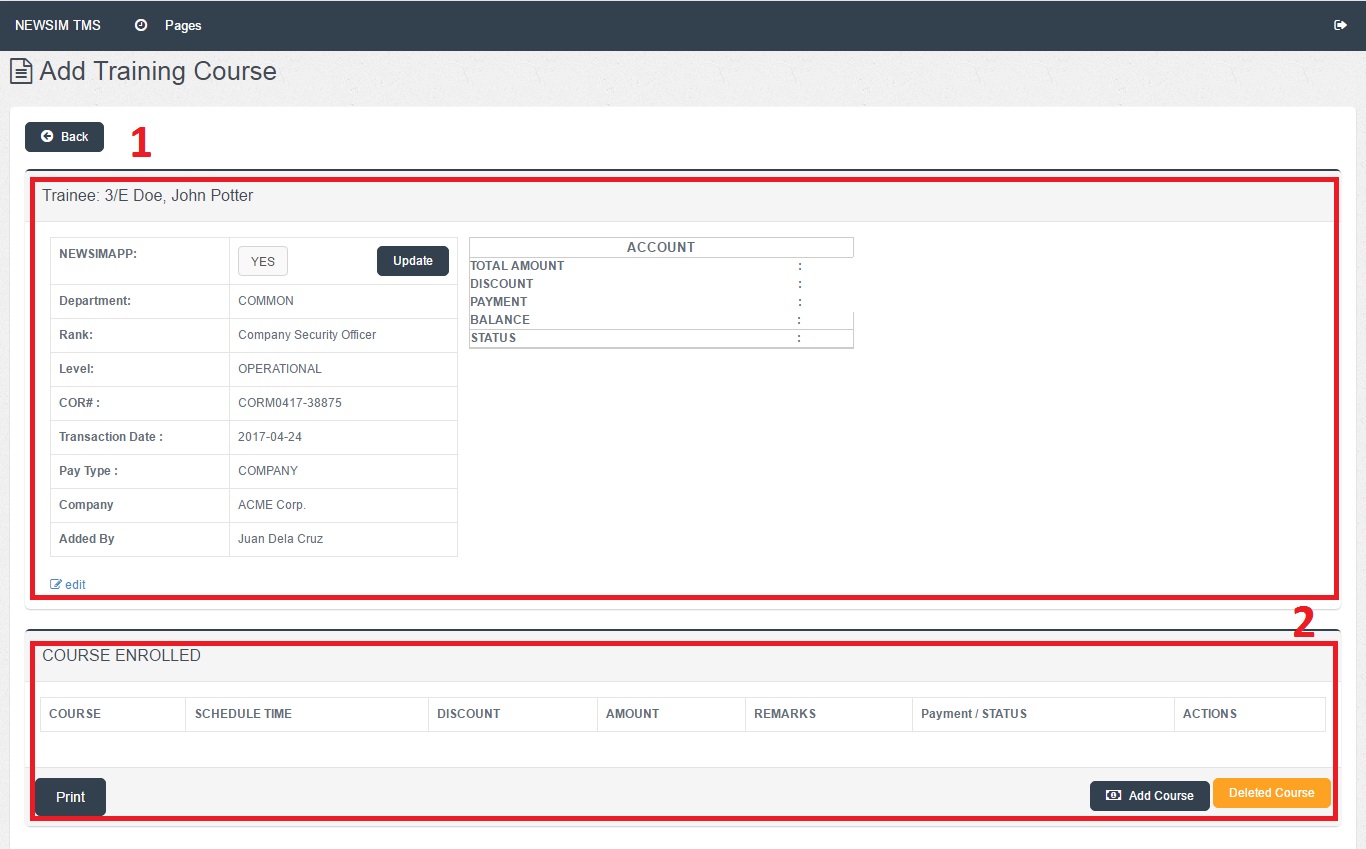 NEWSIM TMS Pages
Add Training Course
Back
1
Trainee: 3/E Doe, John Potter
NEWSIMAPP: YES Update
Department: COMMON
Rank: Company Security Officer
Level: OPERATIONAL
COR# : CORM0417-38875
Transaction Date : 2017-04-24
Pay Type : COMPANY
Company ACME Corp.
Added By Juan Dela Cruz
edit
ACCOUNT
TOTAL AMOUNT :
DISCOUNT :
PAYMENT :
BALANCE :
STATUS :
2
COURSE ENROLLED
COURSE SCHEDULE TIME DISCOUNT AMOUNT REMARKS Payment / STATUS ACTIONS
Print Add Course Deleted Course